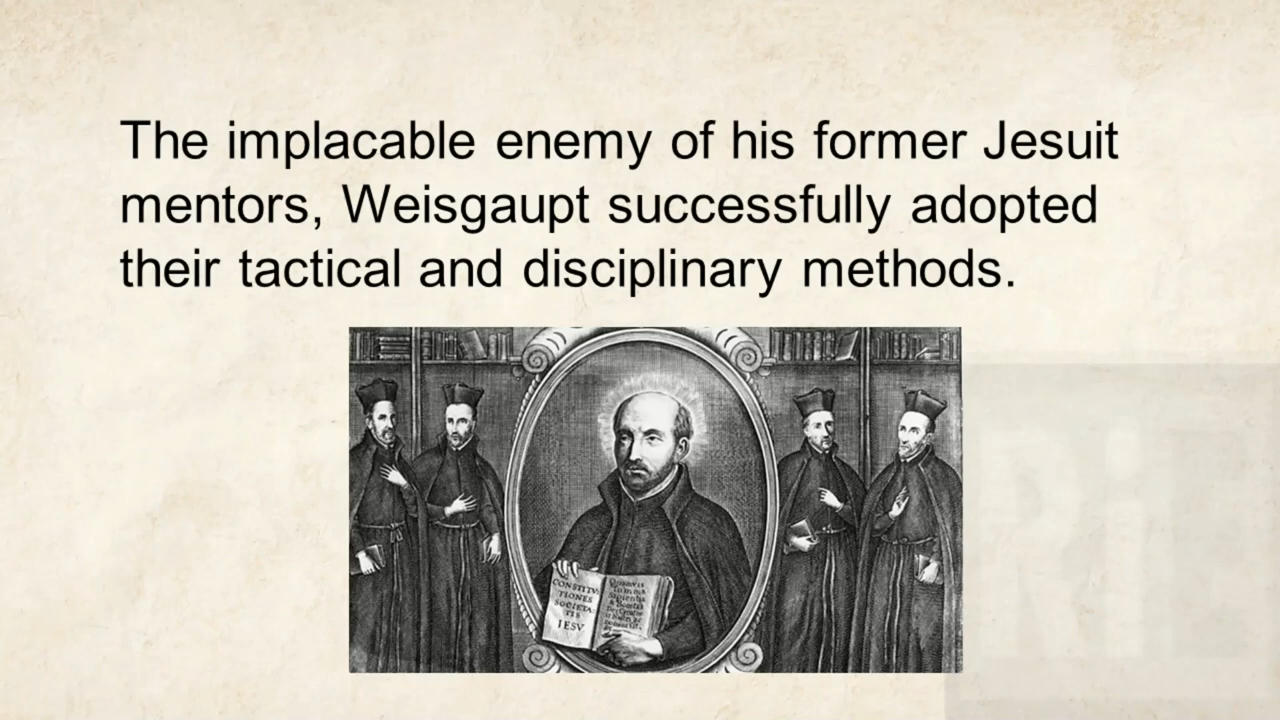 The implacable enemy of his former Jesuit
mentors, Weisgaupt successfully adopted
their tactical and disciplinary methods.
CONSTITV
TIONES
SOCIETA
TIS
IESV